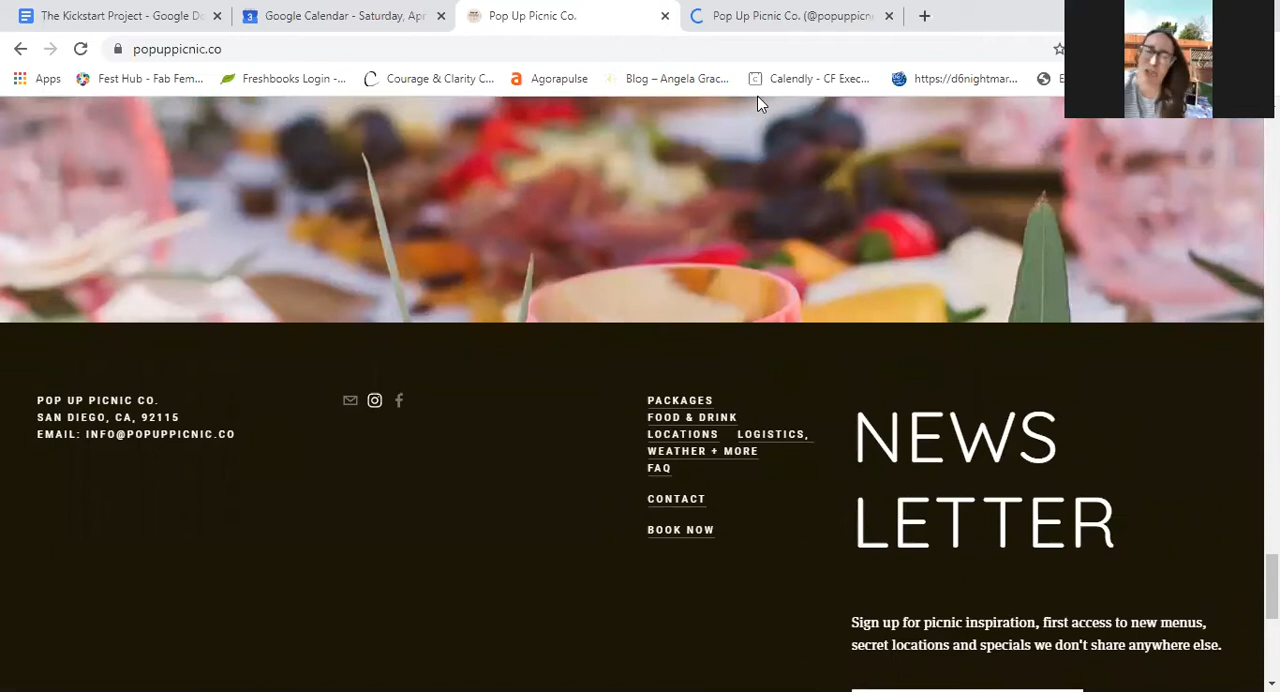 The Kickstart Project - Google Do
Google Calendar - Saturday, Apr
Pop Up Picnic Co.
Pop Up Picnic Co. (@popuppicnic
popuppicnic.co
Apps
Fest Hub - Fab Fem...
Freshbooks Login -...
Courage & Clarity C...
Agorapulse
Blog – Angela Grac...
Calendly - CF Exec...
https://d6nightmar...
POP UP PICNIC CO.
SAN DIEGO, CA, 92115
EMAIL: INFO@POPUPPICNIC.CO
PACKAGES
FOOD & DRINK
LOCATIONS LOGISTICS,
WEATHER + MORE
FAQ
CONTACT
BOOK NOW
NEWS
LETTER
Sign up for picnic inspiration, first access to new menus,
secret locations and specials we don't share anywhere else.